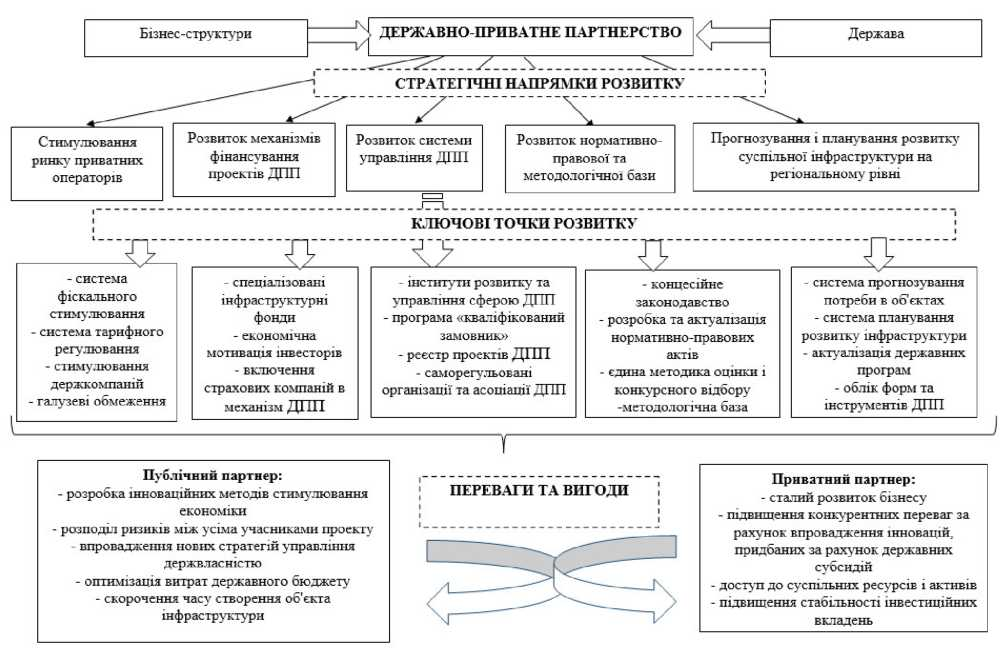 Бізнес-структури
ДЕРЖАВНО-ПРИВАТНЕ ПАРТНЕРСТВО
Держава
СТРАТЕГІЧНІ НАПРЯМКИ РОЗВИТКУ
Стимулювання
ринку приватних
операторів
Розвиток механізмів
фінансування
проектів ДПП
Розвиток системи
управління ДПП
Розвиток нормативно-
правової та
методологічної бази
Прогнозування і планування розвитку
суспільної інфраструктури на
регіональному рівні
КЛЮЧОВІ ТОЧКИ РОЗВИТКУ
- система
фіскального
стимулювання
- система тарифного
регулювання
- стимулювання
держкомпаній
- галузеві обмеження
- спеціалізовані
інфраструктурні
фонди
- економічна
мотивація інвесторів
- включення
страхових компаній в
механізм ДПП
- інститути розвитку та
управління сферою ДПП
- програма «кваліфікований
замовник»
- реєстр проектів ДПП
- саморегульовані
організації та асоціації ДПП
- концесійне
законодавство
- розробка та актуалізація
нормативно-правових
актів
- єдина методика оцінки і
конкурсного відбору
-методологічна база
- система прогнозування
потреби в об'єктах
- система планування
розвитку інфраструктури
- актуалізація державних
програм
- облік форм та
інструментів ДПП
Публічний партнер:
- розробка інноваційних методів стимулювання
економіки
- розподіл ризиків між усіма учасниками проекту
- впровадження нових стратегій управління
держвласністю
- оптимізація витрат державного бюджету
- скорочення часу створення об'єкта
інфраструктури
ПЕРЕВАГИ ТА ВИГОДИ
Приватний партнер:
- сталий розвиток бізнесу
- підвищення конкурентних переваг за
рахунок впровадження інновацій,
придбаних за рахунок державних
субсидій
- доступ до суспільних ресурсів і активів
- підвищення стабільності інвестиційних
вкладень